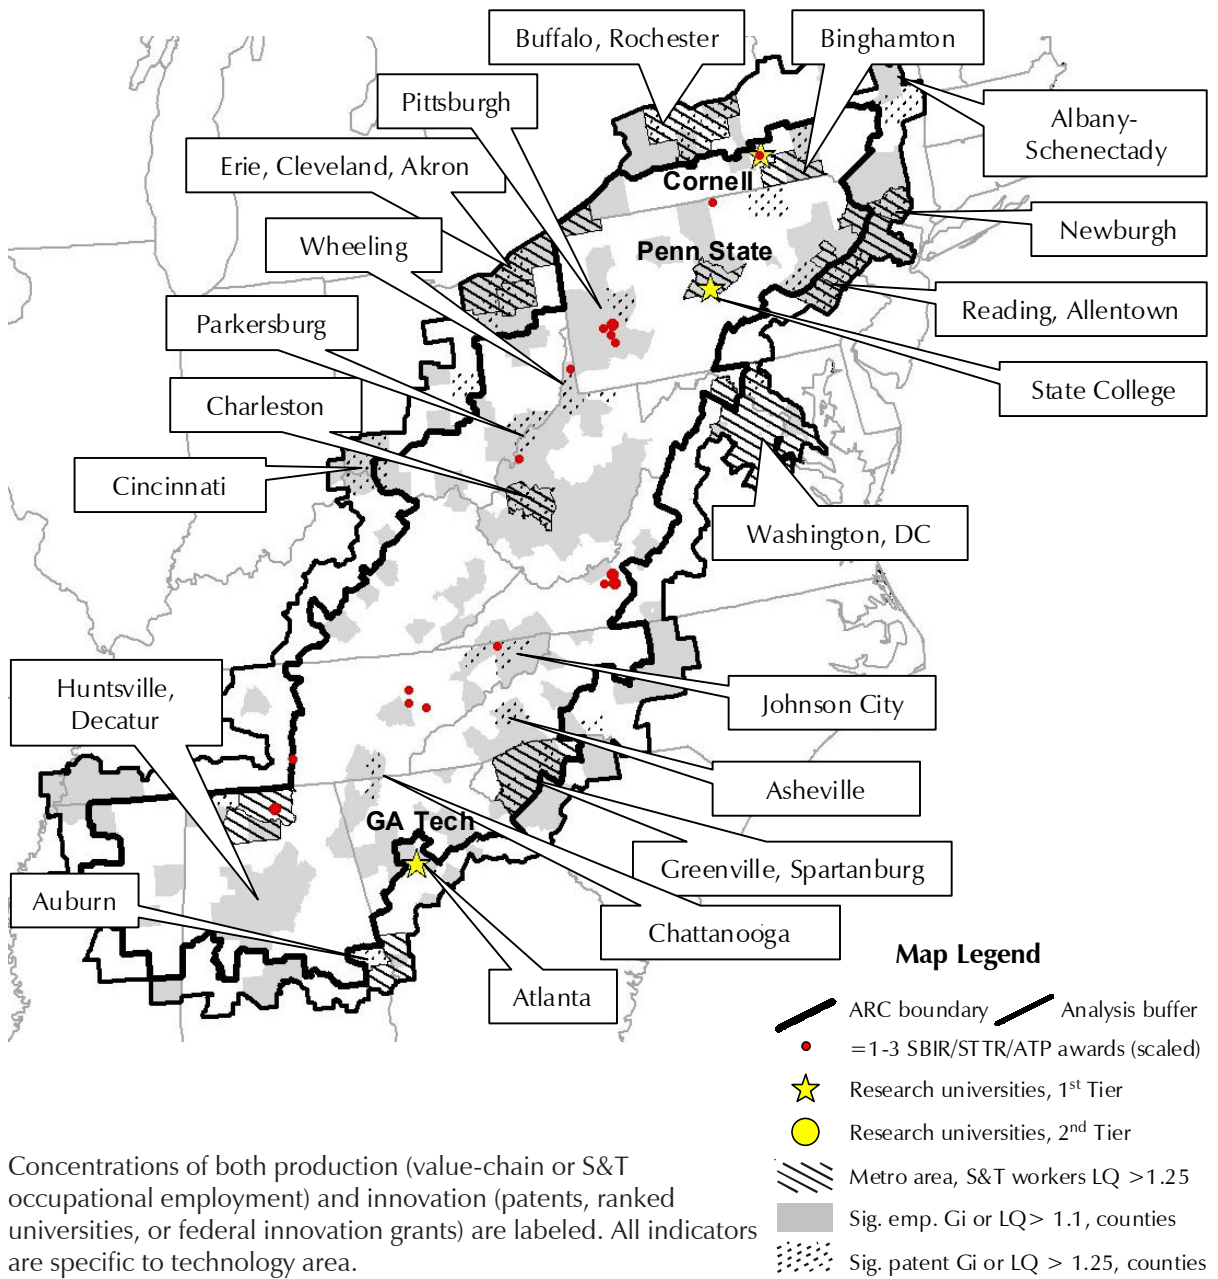 Buffalo, Rochester
Binghamton
Pittsburgh
Albany-
Schenectady
Erie, Cleveland, Akron
Cornell
Newburgh
Wheeling
Penn State
Reading, Allentown
Parkersburg
State College
Charleston
Cincinnati
Washington, DC
Huntsville,
Decatur
Johnson City
Asheville
GA Tech
Greenville, Spartanburg
Auburn
Chattanooga
Atlanta
Map Legend
ARC boundary
Analysis buffer
=1-3 SBIR/STTR/ATP awards (scaled)
Research universities, 1st Tier
Research universities, 2nd Tier
Metro area, S&T workers LQ >1.25
Sig. emp. Gi or LQ> 1.1, counties
Sig. patent Gi or LQ > 1.25, counties
Concentrations of both production (value-chain or S&T
occupational employment) and innovation (patents, ranked
universities, or federal innovation grants) are labeled. All indicators
are specific to technology area.